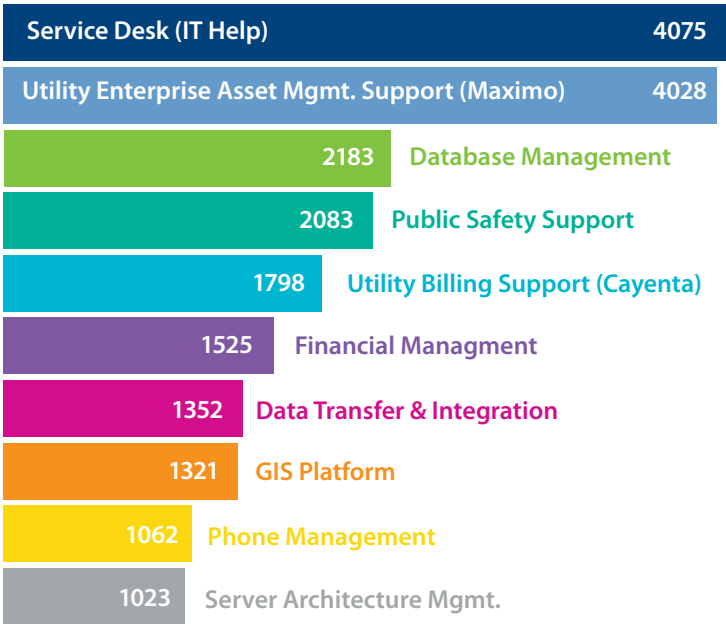 Service Desk (IT Help) 4075
Utility Enterprise Asset Mgmt. Support (Maximo) 4028
2183 Database Management
2083 Public Safety Support
1798 Utility Billing Support (Cayenta)
1525 Financial Managment
1352 Data Transfer & Integration
1321 GIS Platform
1062 Phone Management
1023 Server Architecture Mgmt.